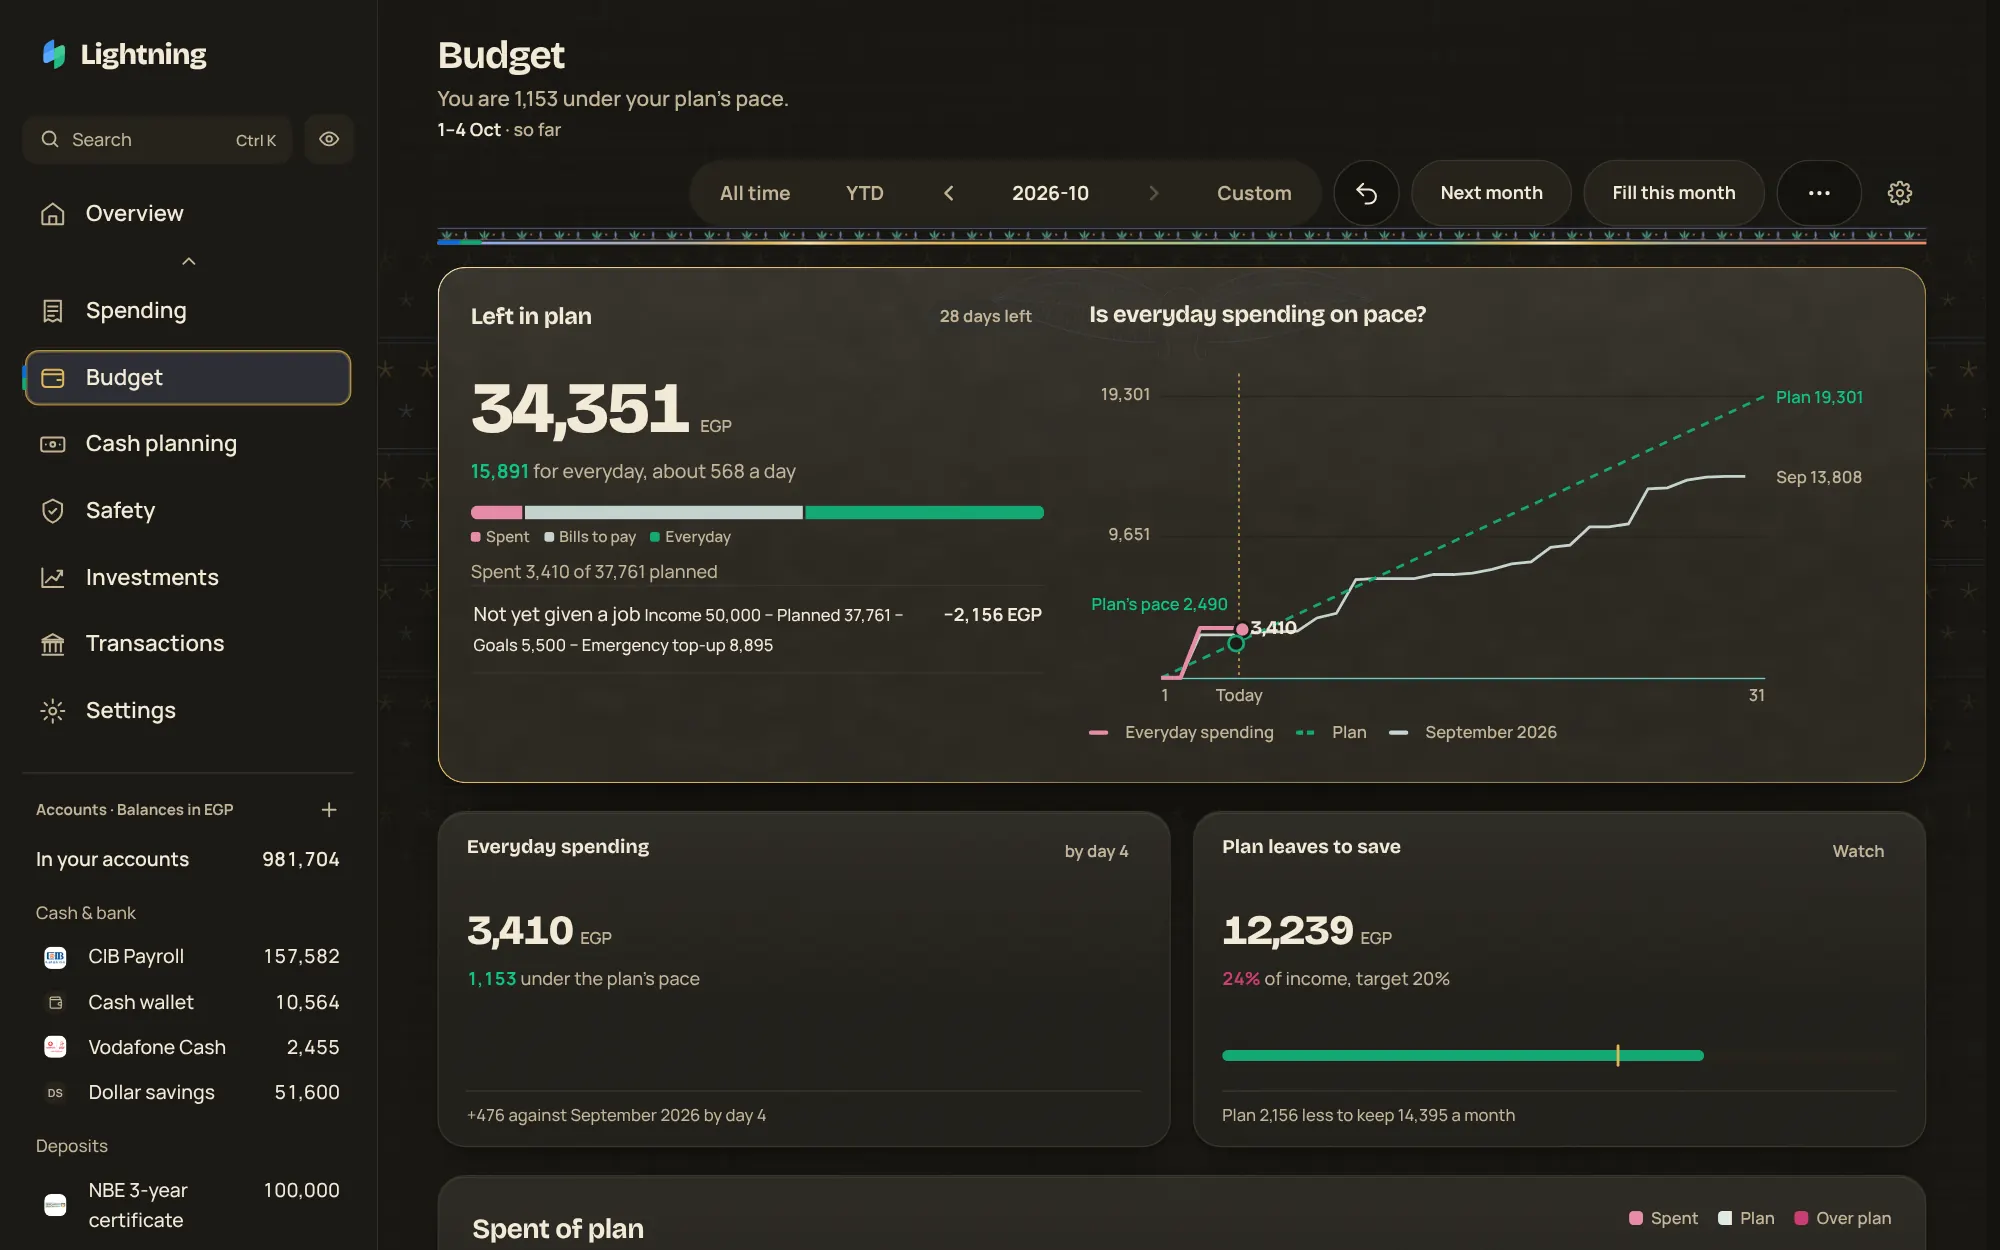 Lightning
Search
Ctrl K
Overview
Spending
Budget
Cash planning
Safety
Investments
Transactions
Settings
Accounts · Balances in EGP
In your accounts 981,704
Cash & bank
CIB Payroll 157,582
Cash wallet 10,564
Vodafone Cash 2,455
DS Dollar savings 51,600
Deposits
NBE 3-year 100,000
certificate
Budget
You are 1,153 under your plan's pace.
1–4 Oct · so far
All time YTD 2026-10 Custom
Next month
Fill this month
Left in plan
28 days left
34,351 EGP
15,891 for everyday, about 568 a day
Spent Bills to pay Everyday
Spent 3,410 of 37,761 planned
Not yet given a job Income 50,000 − Planned 37,761 −
Goals 5,500 − Emergency top-up 8,895
−2,156 EGP
Is everyday spending on pace?
19,301
Plan 19,301
Sep 13,808
9,651
Plan's pace 2,490
3,410
1 Today 31
Everyday spending Plan September 2026
Everyday spending
by day 4
3,410 EGP
1,153 under the plan's pace
+476 against September 2026 by day 4
Plan leaves to save
Watch
12,239 EGP
24% of income, target 20%
Plan 2,156 less to keep 14,395 a month
Spent of plan
Spent Plan Over plan